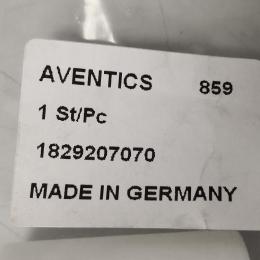 AVENTICS 859
1 St/Pc
1829207070
MADE IN GERMANY